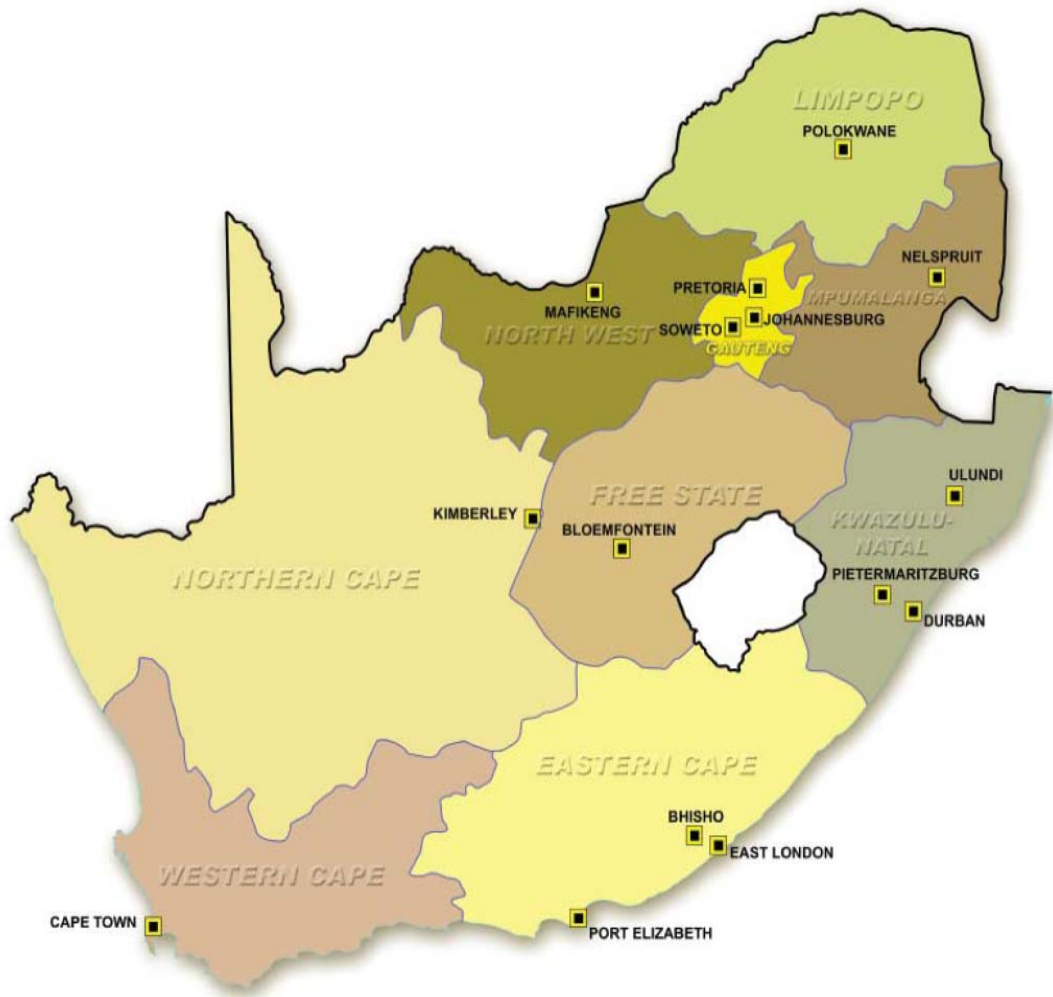 LIMPOPO
POLOKWANE
NELSPRUIT
PRETORIA
MPUMALANGA
MAFIKENG
JOHANNESBURG
SOWETO
NORTH WEST
GAUTENG
ULUNDI
FREE STATE
KIMBERLEY
BLOEMFONTEIN
KWAZULU-
NATAL
NORTHERN CAPE
PIETERMARITZBURG
DURBAN
EASTERN CAPE
BHISHO
EAST LONDON
WESTERN CAPE
CAPE TOWN
PORT ELIZABETH